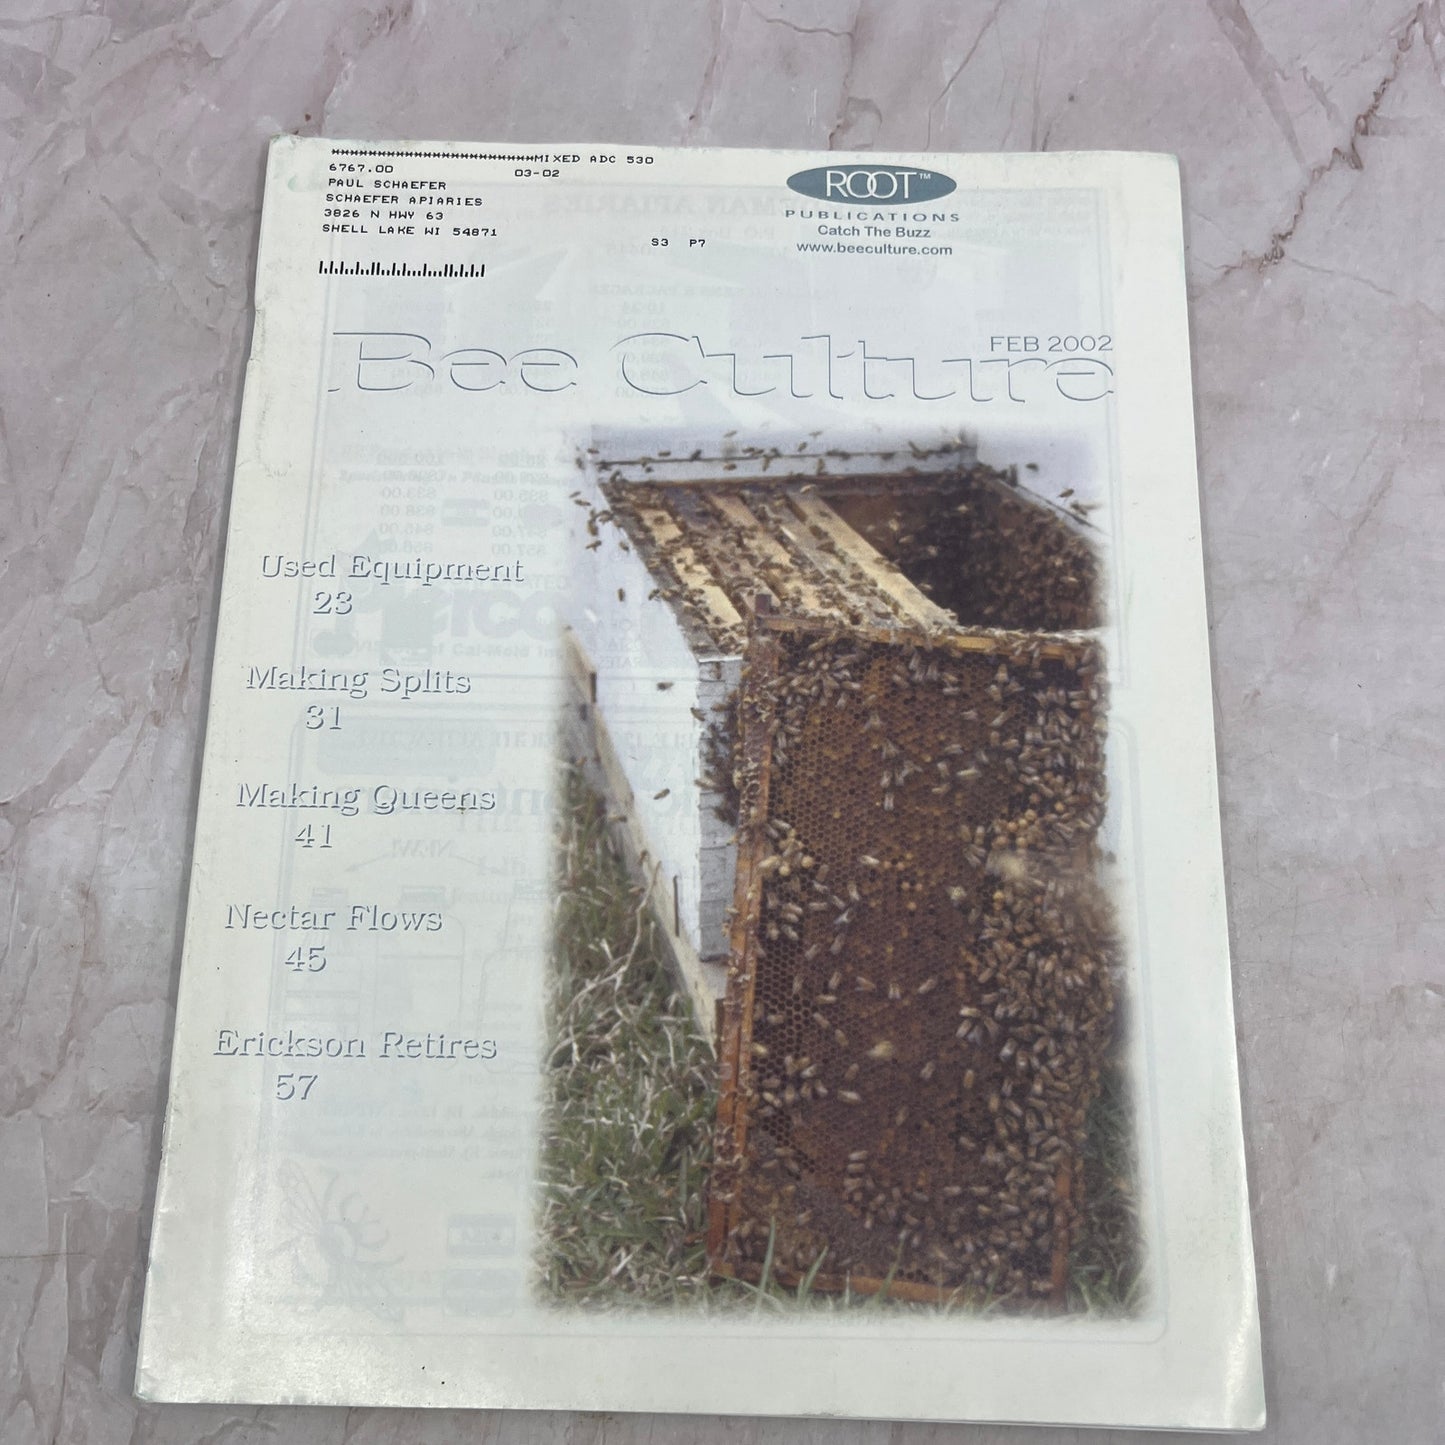 ************************MIXED ADC 530
6767.00 03-02
PAUL SCHAEFER
SCHAEFER APIARIES
3826 N HWY 63
SHELL LAKE WI 54871
S3 P7
ROOT™
PUBLICATIONS
Catch The Buzz
www.beeculture.com
FEB 2002
Bee Culture
Used Equipment
23
Making Splits
31
Making Queens
41
Nectar Flows
45
Erickson Retires
57